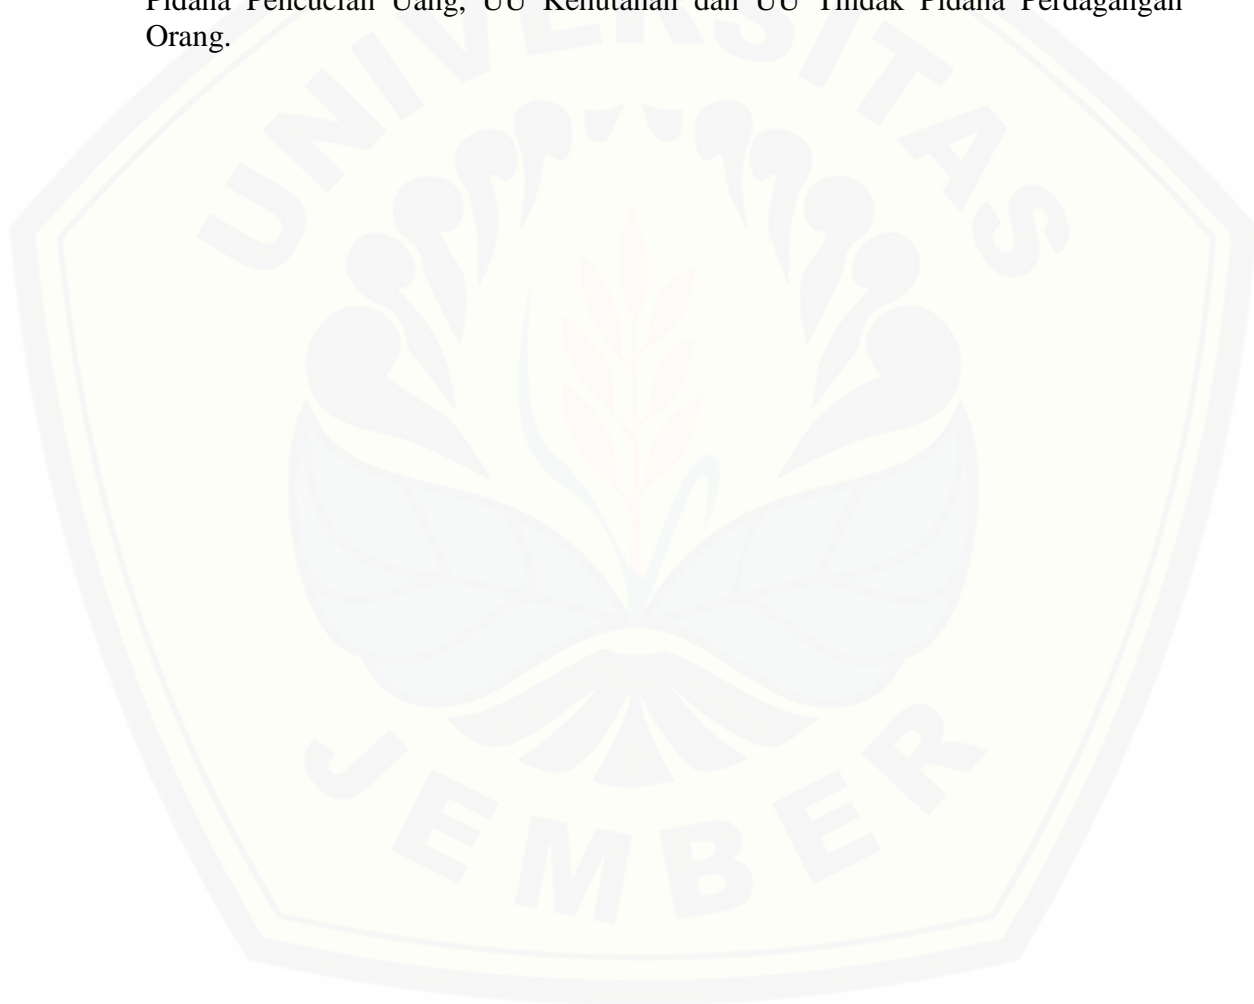 Pidana Pencucian Uang, UU Kehutanan dan UU Tindak Pidana Perdagangan
Orang.
UNIVERSITAS
JEMBER